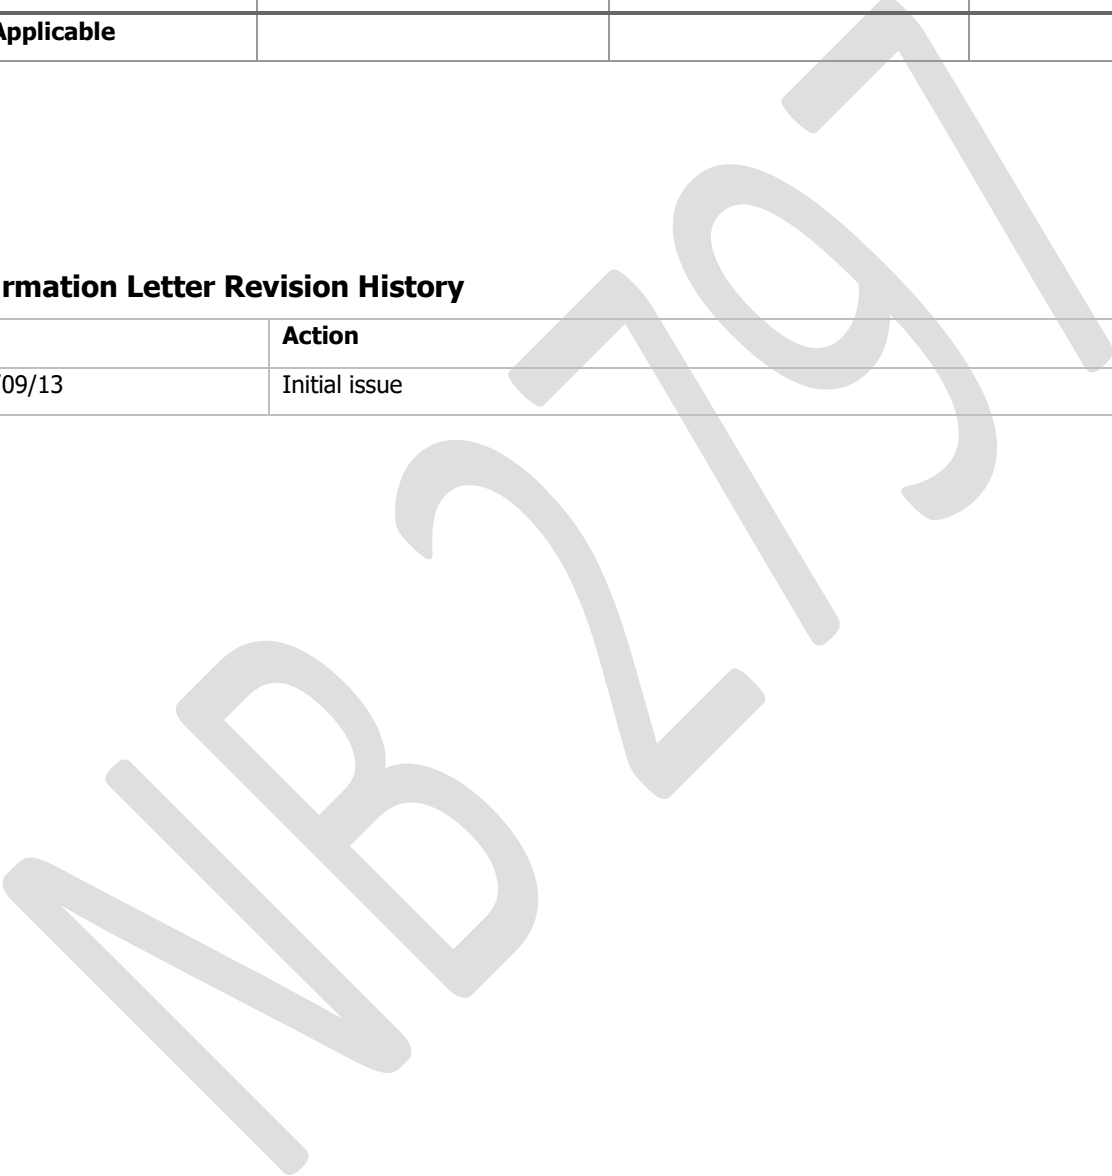 Applicable
rmation Letter Revision History
Action
/09/13
Initial issue
NB 2797